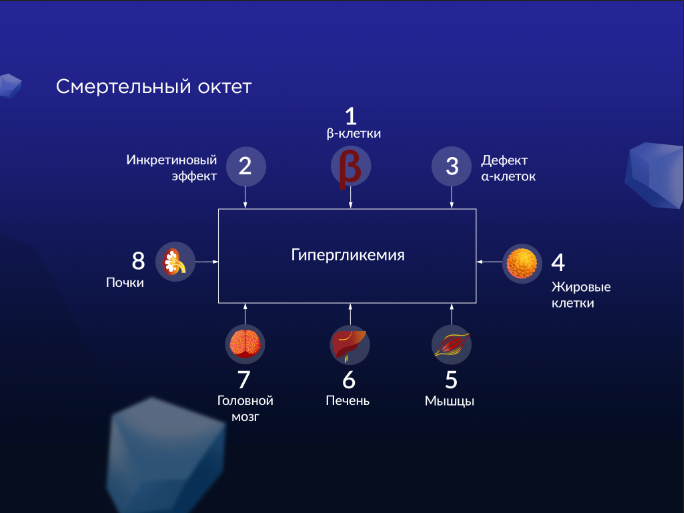 Смертельный октет
1
β-клетки
β
Инкретиновый
эффект
2
3
Дефект
α-клеток
8
Почки
Гипергликемия
4
Жировые
клетки
7
Головной
мозг
6
Печень
5
Мышцы